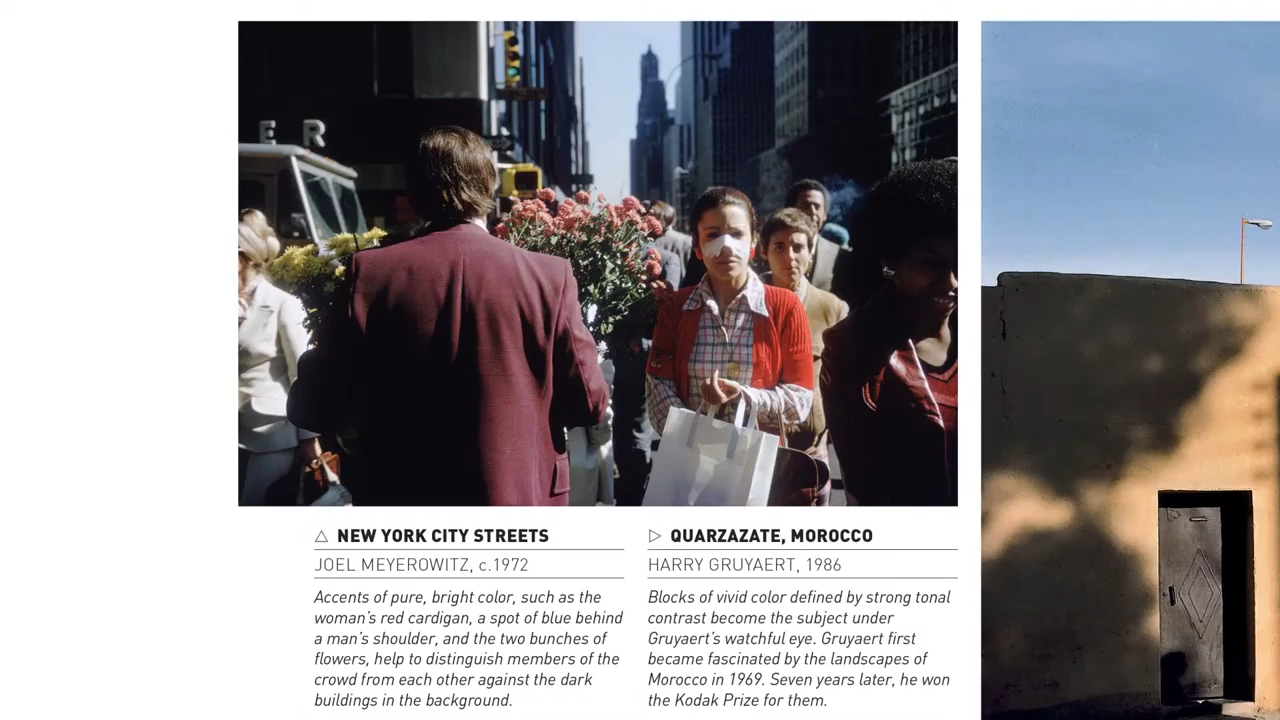 E R
△ NEW YORK CITY STREETS
JOEL MEYEROWITZ, c.1972
Accents of pure, bright color, such as the
woman's red cardigan, a spot of blue behind
a man's shoulder, and the two bunches of
flowers, help to distinguish members of the
crowd from each other against the dark
buildings in the background.
▷ QUARZAZATE, MOROCCO
HARRY GRUYAERT, 1986
Blocks of vivid color defined by strong tonal
contrast become the subject under
Gruyaert's watchful eye. Gruyaert first
became fascinated by the landscapes of
Morocco in 1969. Seven years later, he won
the Kodak Prize for them.